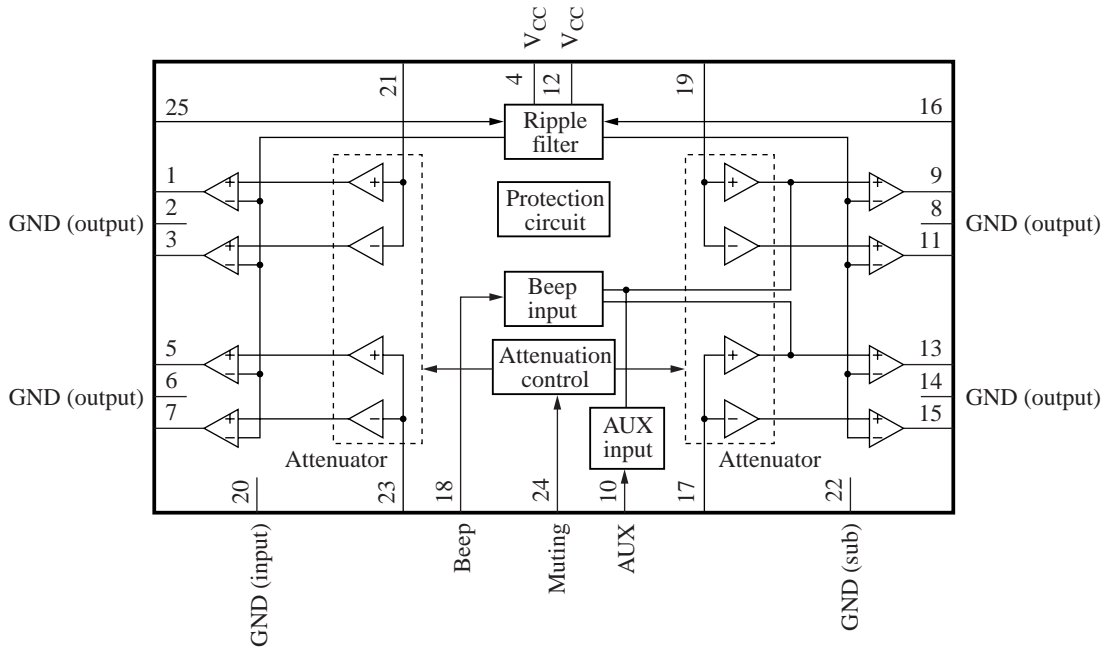 VCC
VCC
21
4
12
19
25
Ripple
filter
16
1
+
−
+
+
+
−
9
GND (output)
2
Protection
circuit
8
GND (output)
3
+
−
−
−
+
−
11
Beep
input
5
+
−
+
Attenuation
control
+
+
−
13
GND (output)
6
14
GND (output)
7
+
−
−
AUX
input
−
+
−
15
Attenuator
Attenuator
20
23
18
24
10
17
22
GND (input)
Beep
Muting
AUX
GND (sub)